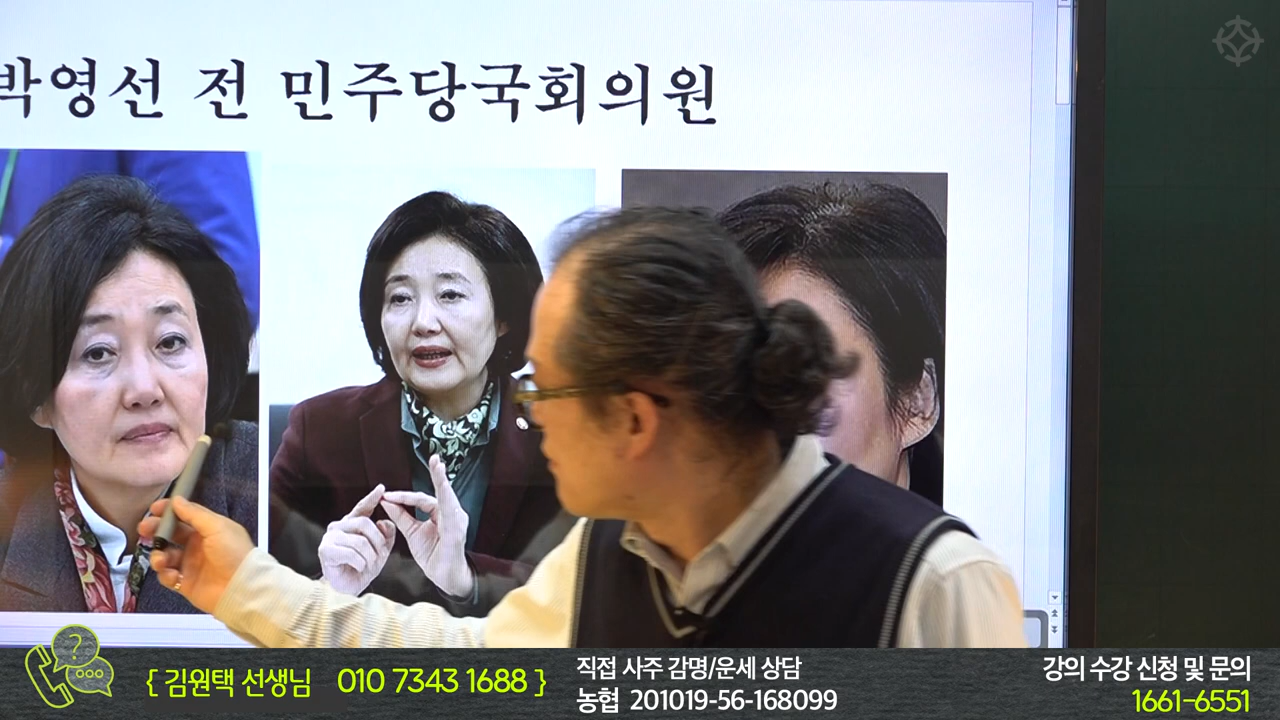 박영선 전 민주당국회의원
?
{ 김원택 선생님 010 7343 1688 }
직접 사주 감명/운세 상담
농협 201019-56-168099
강의 수강 신청 및 문의
1661-6551